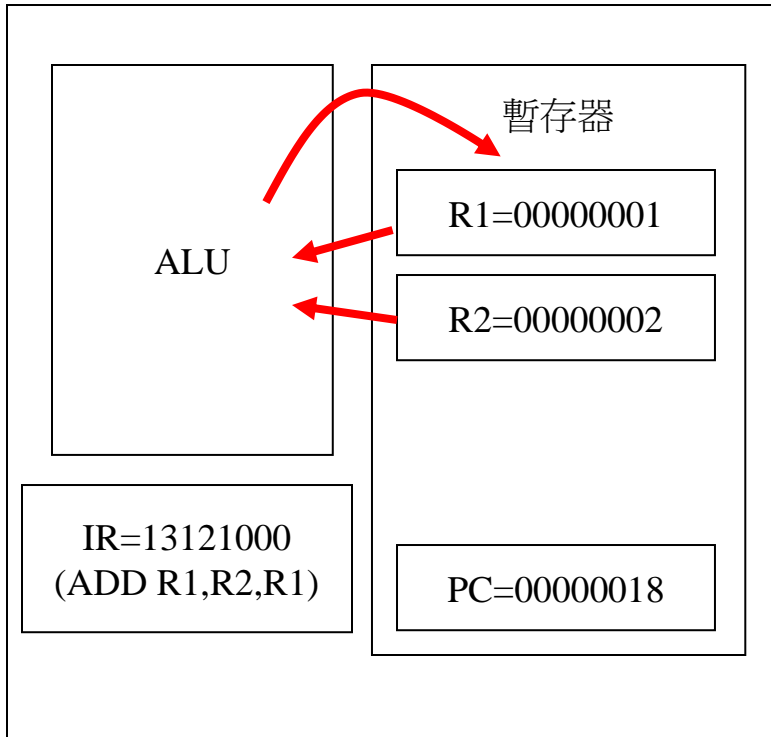 暫存器
R1=00000001
ALU
R2=00000002
IR=13121000
(ADD R1,R2,R1)
PC=00000018